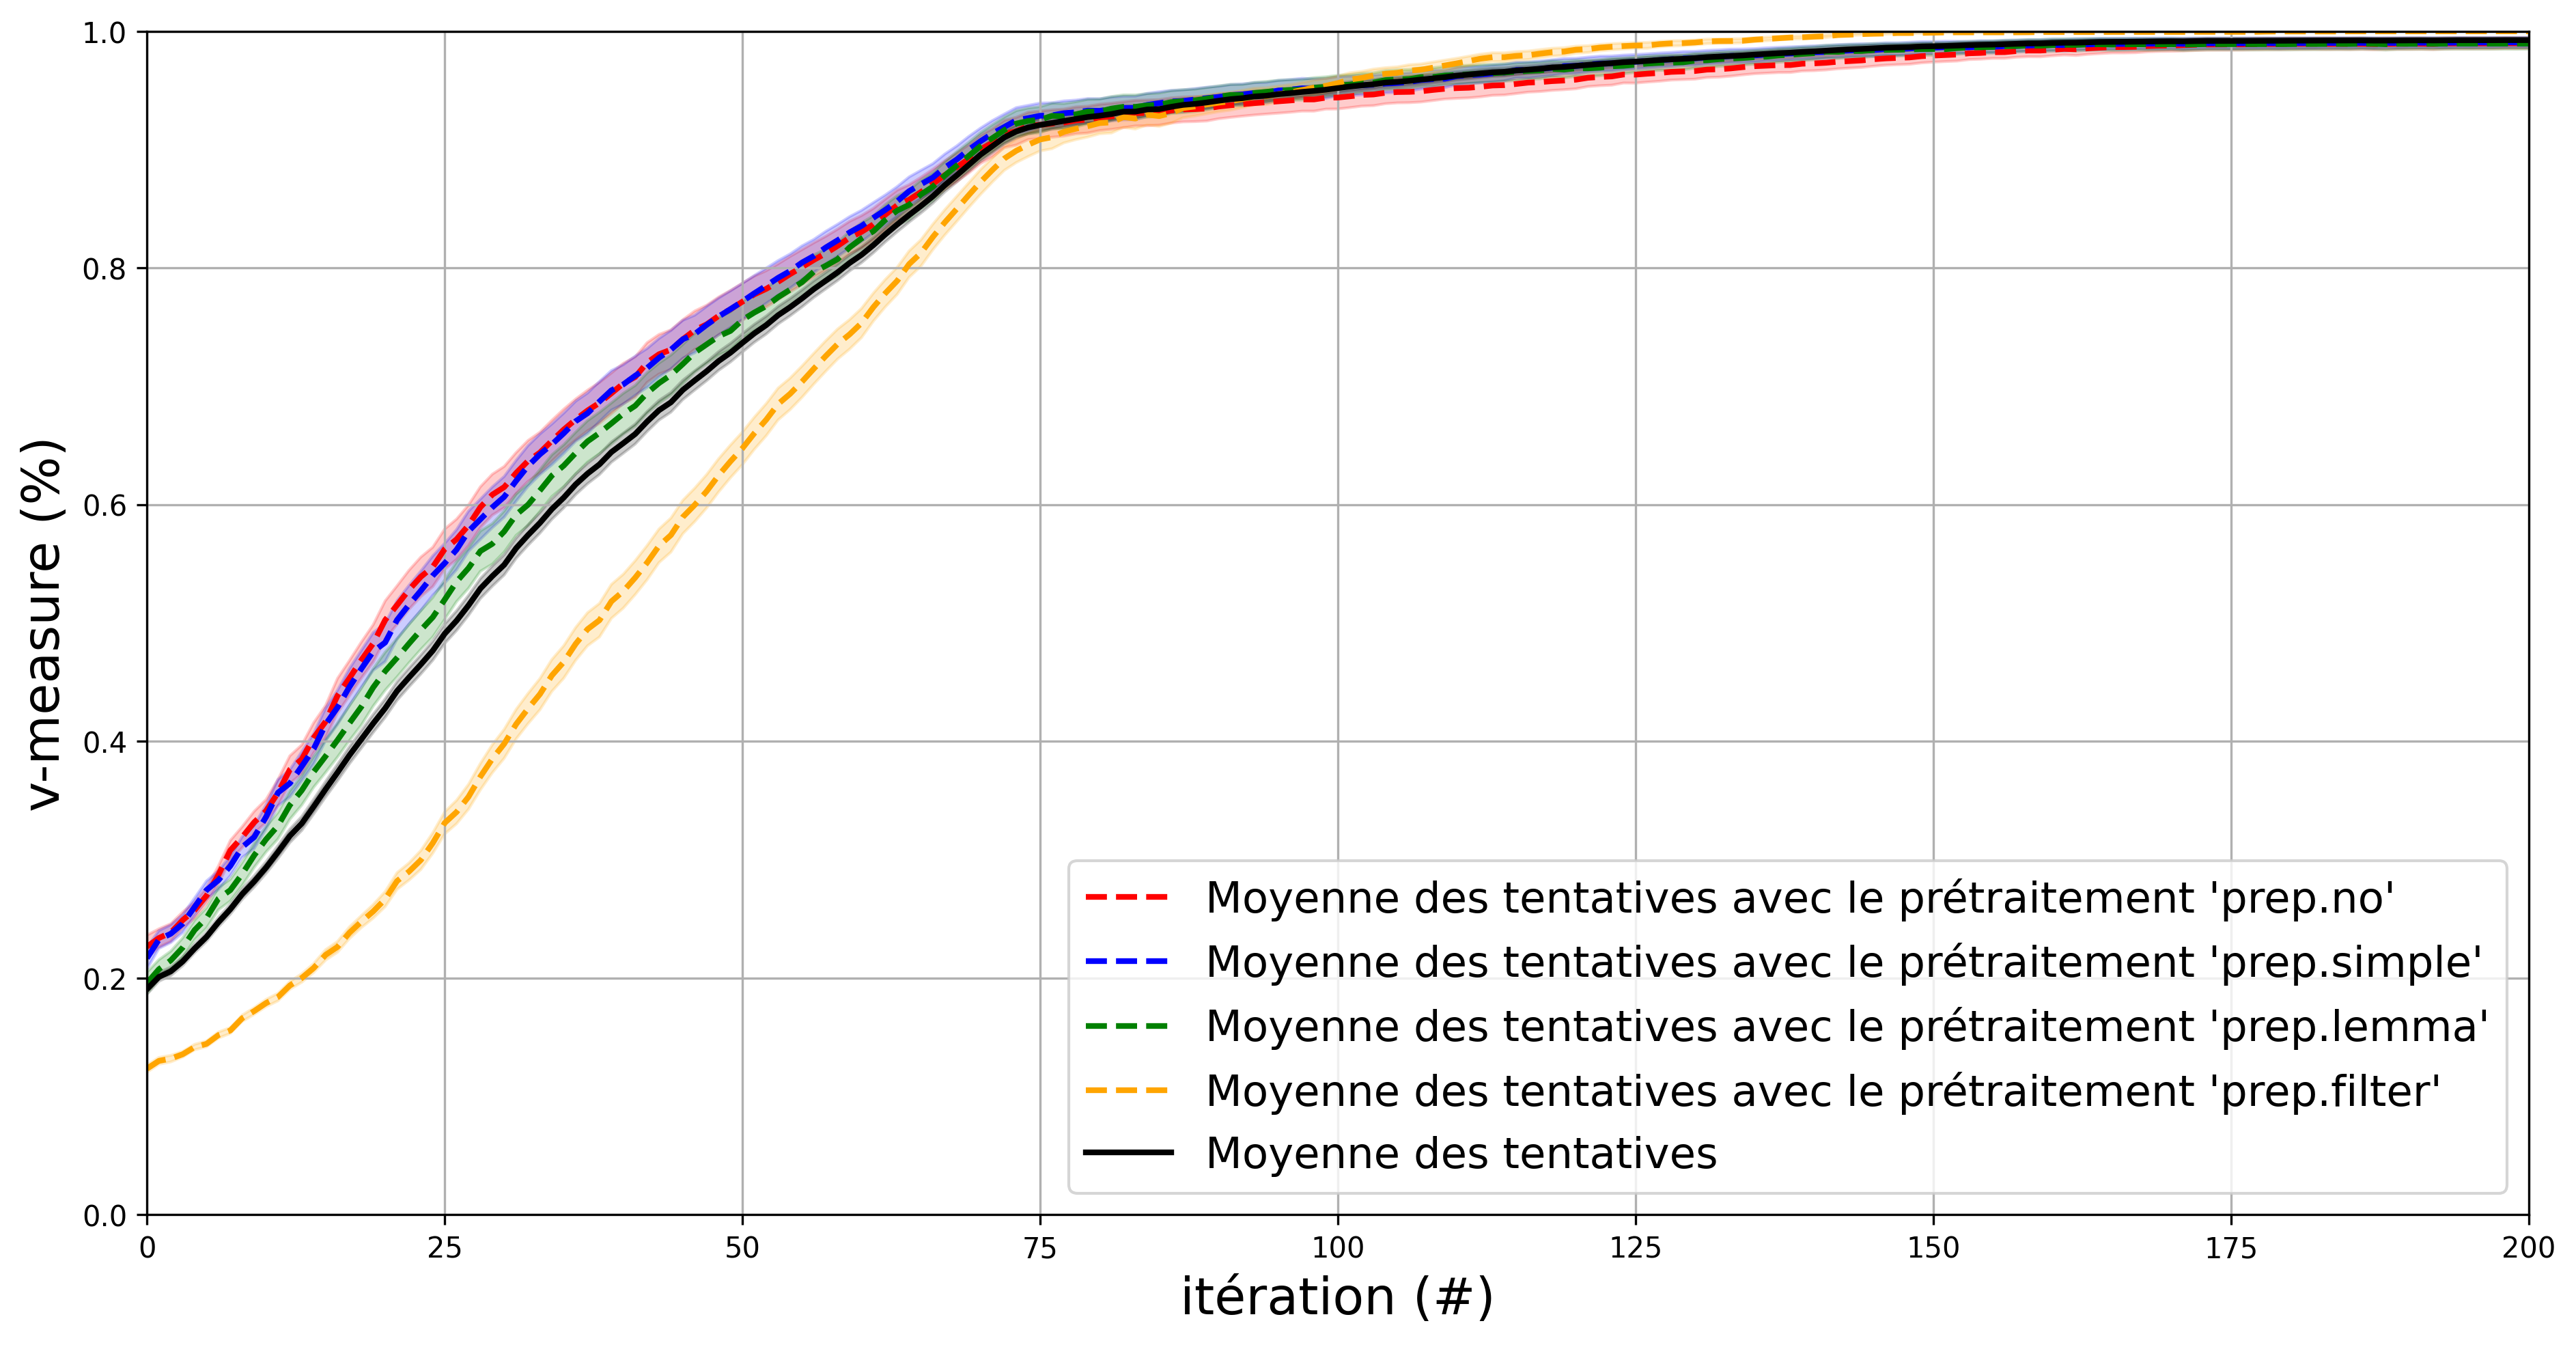 1.0
0.8
0.6
0.4
0.2
0.0
v-measure (%)
0 25 50 75 100 125 150 175 200
itération (#)
Moyenne des tentatives avec le prétraitement 'prep.no'
Moyenne des tentatives avec le prétraitement 'prep.simple'
Moyenne des tentatives avec le prétraitement 'prep.lemma'
Moyenne des tentatives avec le prétraitement 'prep.filter'
Moyenne des tentatives